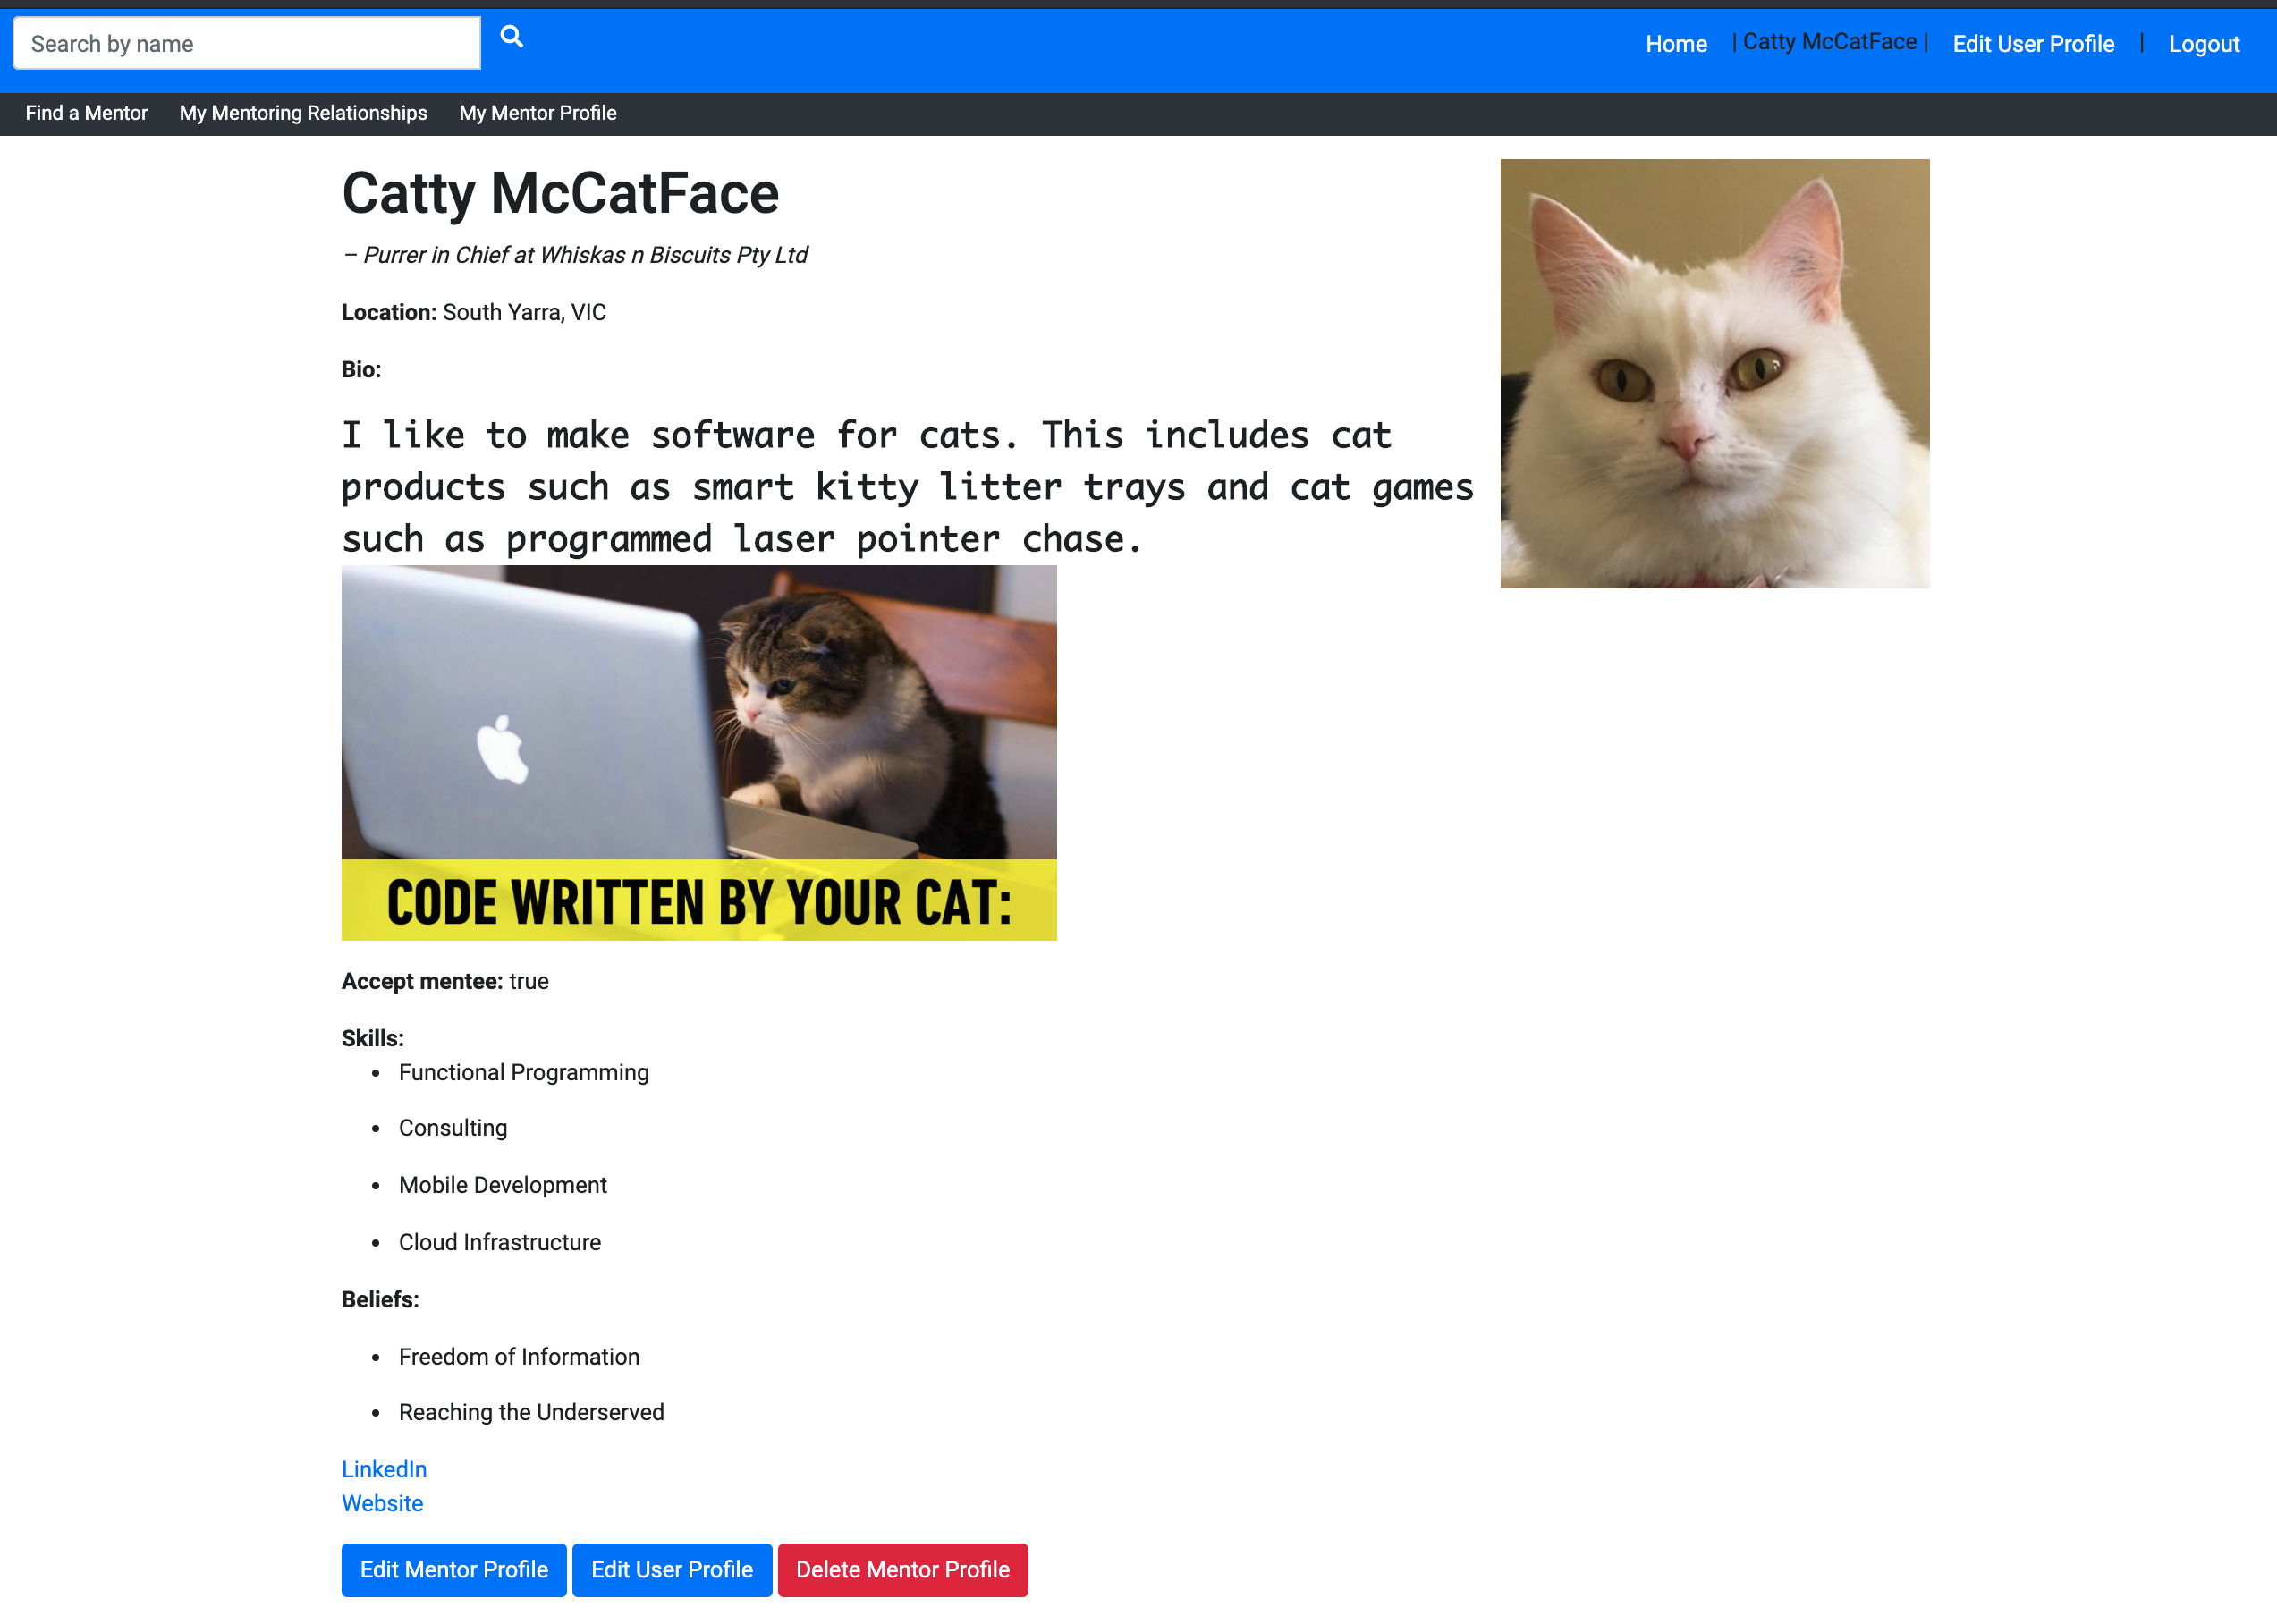 Search by name
Home | Catty McCatFace | Edit User Profile | Logout
Find a Mentor My Mentoring Relationships My Mentor Profile
Catty McCatFace
– Purrer in Chief at Whiskas n Biscuits Pty Ltd
Location: South Yarra, VIC
Bio:
I like to make software for cats. This includes cat
products such as smart kitty litter trays and cat games
such as programmed laser pointer chase.
CODE WRITTEN BY YOUR CAT:
Accept mentee: true
Skills:
• Functional Programming
• Consulting
• Mobile Development
• Cloud Infrastructure
Beliefs:
• Freedom of Information
• Reaching the Underserved
LinkedIn
Website
Edit Mentor Profile Edit User Profile Delete Mentor Profile